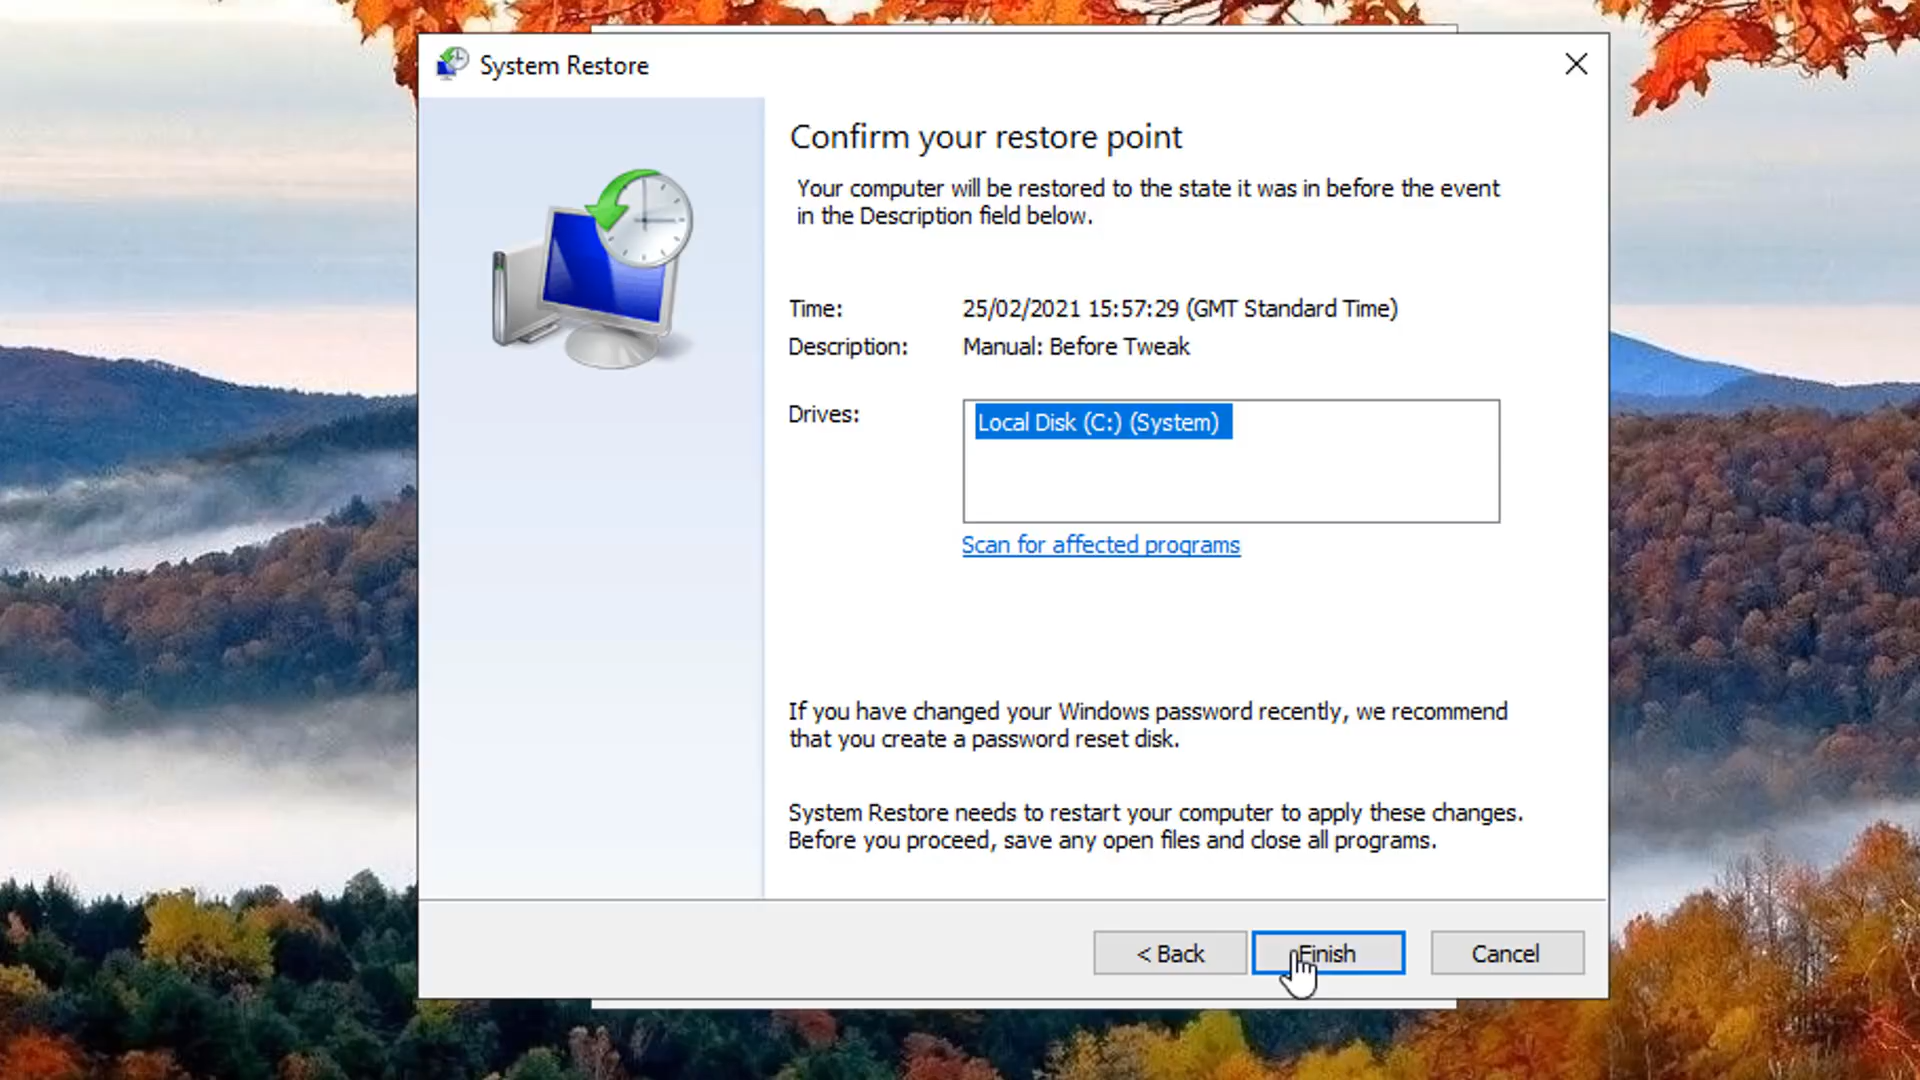 System Restore
Confirm your restore point
Your computer will be restored to the state it was in before the event
in the Description field below.
Time: 25/02/2021 15:57:29 (GMT Standard Time)
Description: Manual: Before Tweak
Drives: Local Disk (C:) (System)
Scan for affected programs
If you have changed your Windows password recently, we recommend
that you create a password reset disk.
System Restore needs to restart your computer to apply these changes.
Before you proceed, save any open files and close all programs.
< Back Finish Cancel